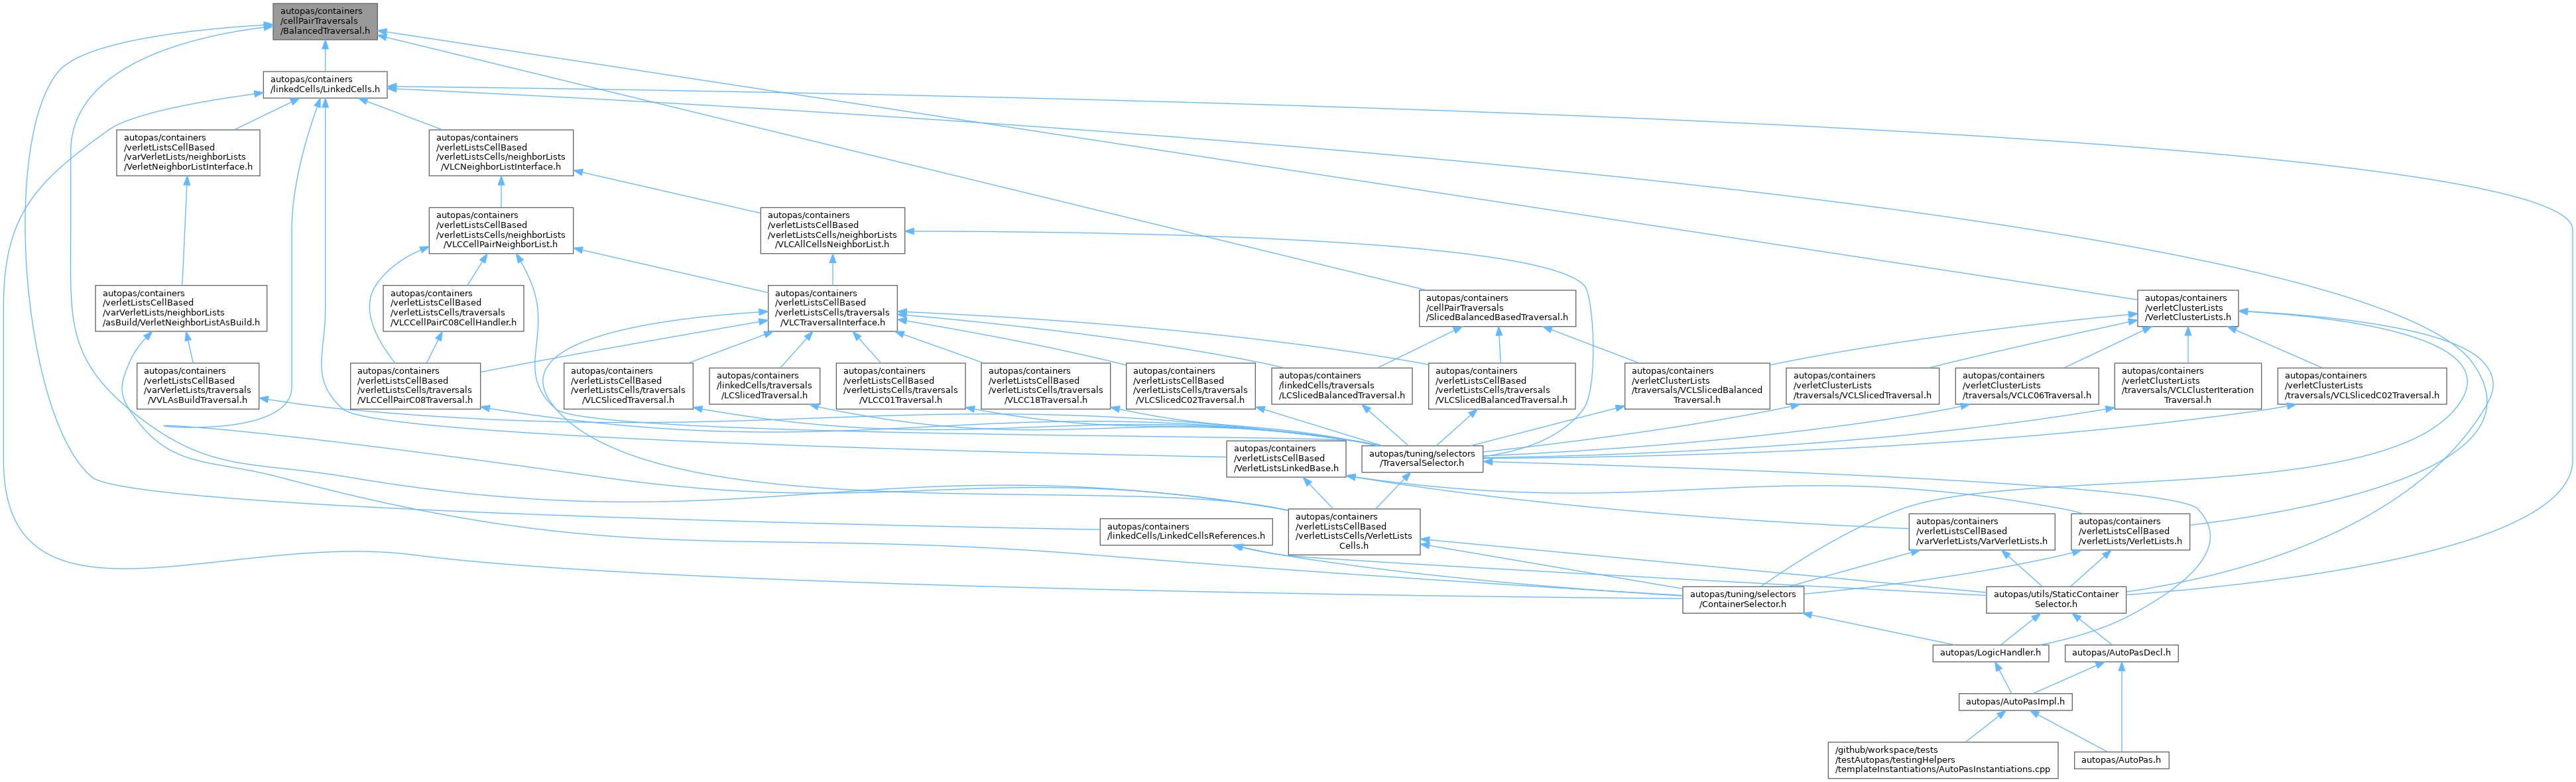 autopas/containers
/cellPairTraversals
/BalancedTraversal.h
autopas/containers
/linkedCells/LinkedCells.h
autopas/containers
/verletListsCellBased
/varVerletLists/neighborLists
/VerletNeighborListInterface.h
autopas/containers
/verletListsCellBased
/verletListsCells/neighborLists
/VLCNeighborListInterface.h
autopas/containers
/verletListsCellBased
/verletListsCells/neighborLists
/VLCCellPairNeighborList.h
autopas/containers
/verletListsCellBased
/verletListsCells/neighborLists
/VLCAllCellsNeighborList.h
autopas/containers
/verletListsCellBased
/varVerletLists/neighborLists
/asBuild/VerletNeighborListAsBuild.h
autopas/containers
/verletListsCellBased
/verletListsCells/traversals
/VLCCellPairC08CellHandler.h
autopas/containers
/verletListsCellBased
/verletListsCells/traversals
/VLCTraversalInterface.h
autopas/containers
/cellPairTraversals
/SlicedBalancedBasedTraversal.h
autopas/containers
/verletClusterLists
/VerletClusterLists.h
autopas/containers
/verletListsCellBased
/varVerletLists/traversals
/VVLAsBuildTraversal.h
autopas/containers
/verletListsCellBased
/verletListsCells/traversals
/VLCCellPairC08Traversal.h
autopas/containers
/verletListsCellBased
/verletListsCells/traversals
/VLCSlicedTraversal.h
autopas/containers
/linkedCells/traversals
/LCSlicedTraversal.h
autopas/containers
/verletListsCellBased
/verletListsCells/traversals
/VLCC01Traversal.h
autopas/containers
/verletListsCellBased
/verletListsCells/traversals
/VLCC18Traversal.h
autopas/containers
/verletListsCellBased
/verletListsCells/traversals
/VLCSlicedC02Traversal.h
autopas/containers
/linkedCells/traversals
/LCSlicedBalancedTraversal.h
autopas/containers
/verletListsCellBased
/verletListsCells/traversals
/VLCSlicedBalancedTraversal.h
autopas/containers
/verletClusterLists
/traversals/VCLSlicedBalanced
Traversal.h
autopas/containers
/verletClusterLists
/traversals/VCLSlicedTraversal.h
autopas/containers
/verletClusterLists
/traversals/VCLC06Traversal.h
autopas/containers
/verletClusterLists
/traversals/VCLClusterIteration
Traversal.h
autopas/containers
/verletClusterLists
/traversals/VCLSlicedC02Traversal.h
autopas/containers
/verletListsCellBased
/VerletListsLinkedBase.h
autopas/tuning/selectors
/TraversalSelector.h
autopas/containers
/linkedCells/LinkedCellsReferences.h
autopas/containers
/verletListsCellBased
/verletListsCells/VerletLists
Cells.h
autopas/containers
/verletListsCellBased
/varVerletLists/VarVerletLists.h
autopas/containers
/verletListsCellBased
/verletLists/VerletLists.h
autopas/tuning/selectors
/ContainerSelector.h
autopas/utils/StaticContainer
Selector.h
autopas/LogicHandler.h
autopas/AutoPasDecl.h
autopas/AutoPasImpl.h
/github/workspace/tests
/testAutopas/testingHelpers
/templateInstantiations/AutoPasInstantiations.cpp
autopas/AutoPas.h